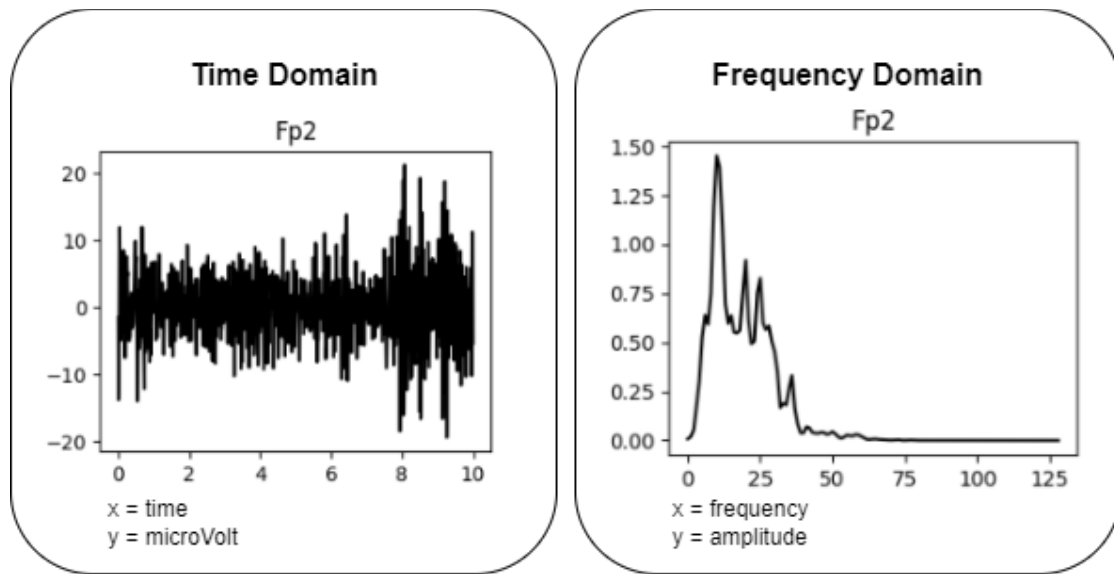 Time Domain
Fp2
20
10
0
−10
−20
0 2 4 6 8 10
x = time
y = microVolt
Frequency Domain
Fp2
1.50
1.25
1.00
0.75
0.50
0.25
0.00
0 25 50 75 100 125
x = frequency
y = amplitude